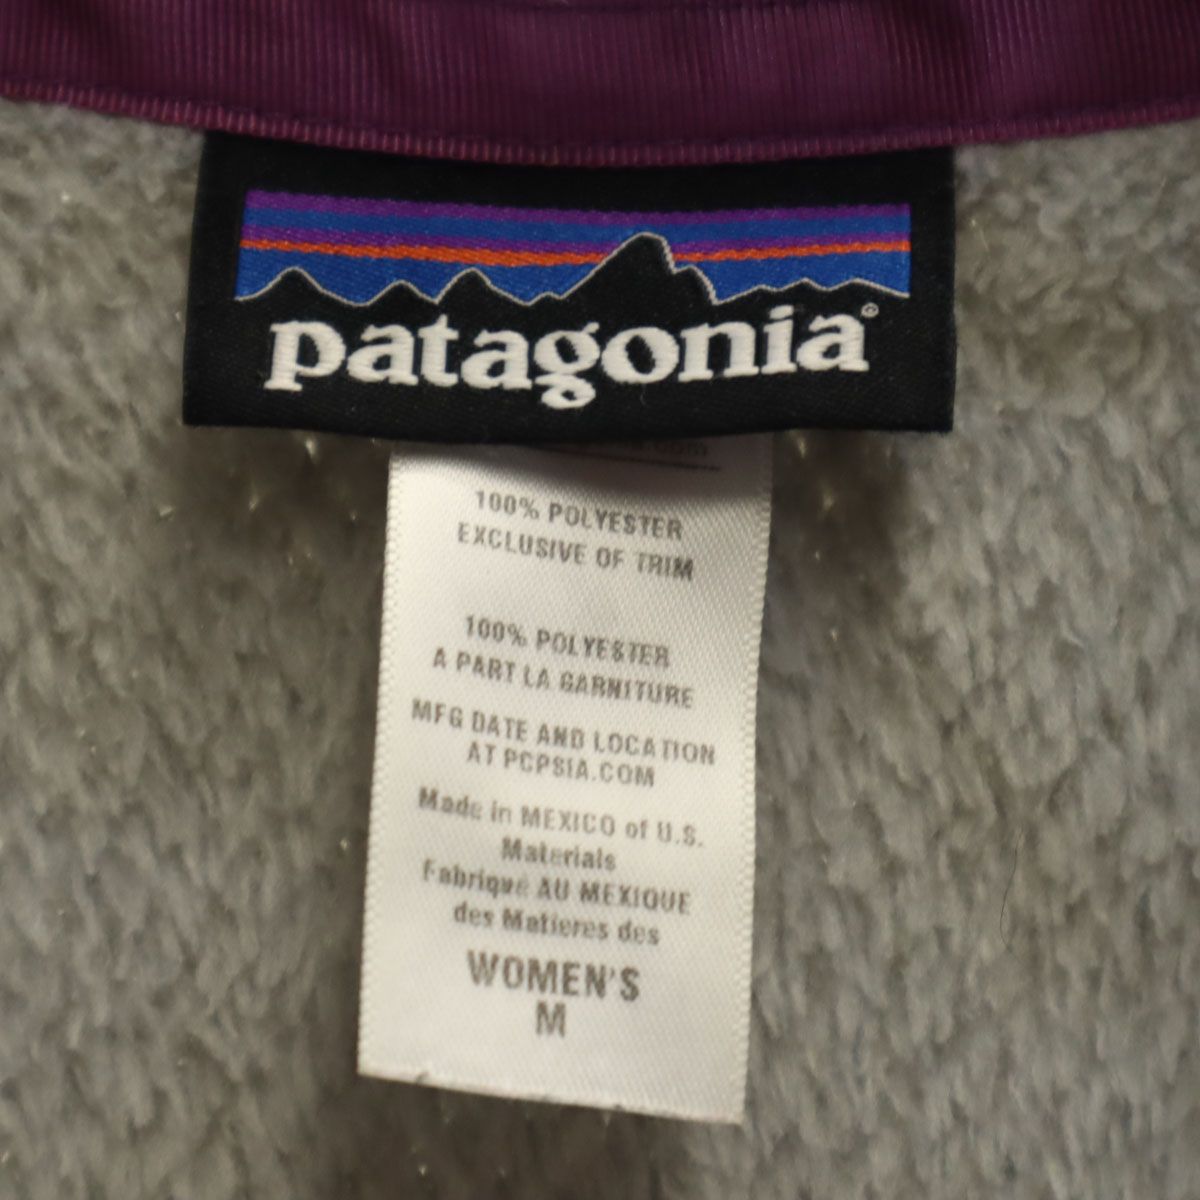 patagonia®
100% POLYESTER
EXCLUSIVE OF TRIM
100% POLYESTER
A PART LA GARNITURE
MFG DATE AND LOCATION
AT PCPSIA.COM
Made in MEXICO of U.S.
Materials
Fabriqué AU MEXIQUE
des Matieres des
WOMEN'S
M